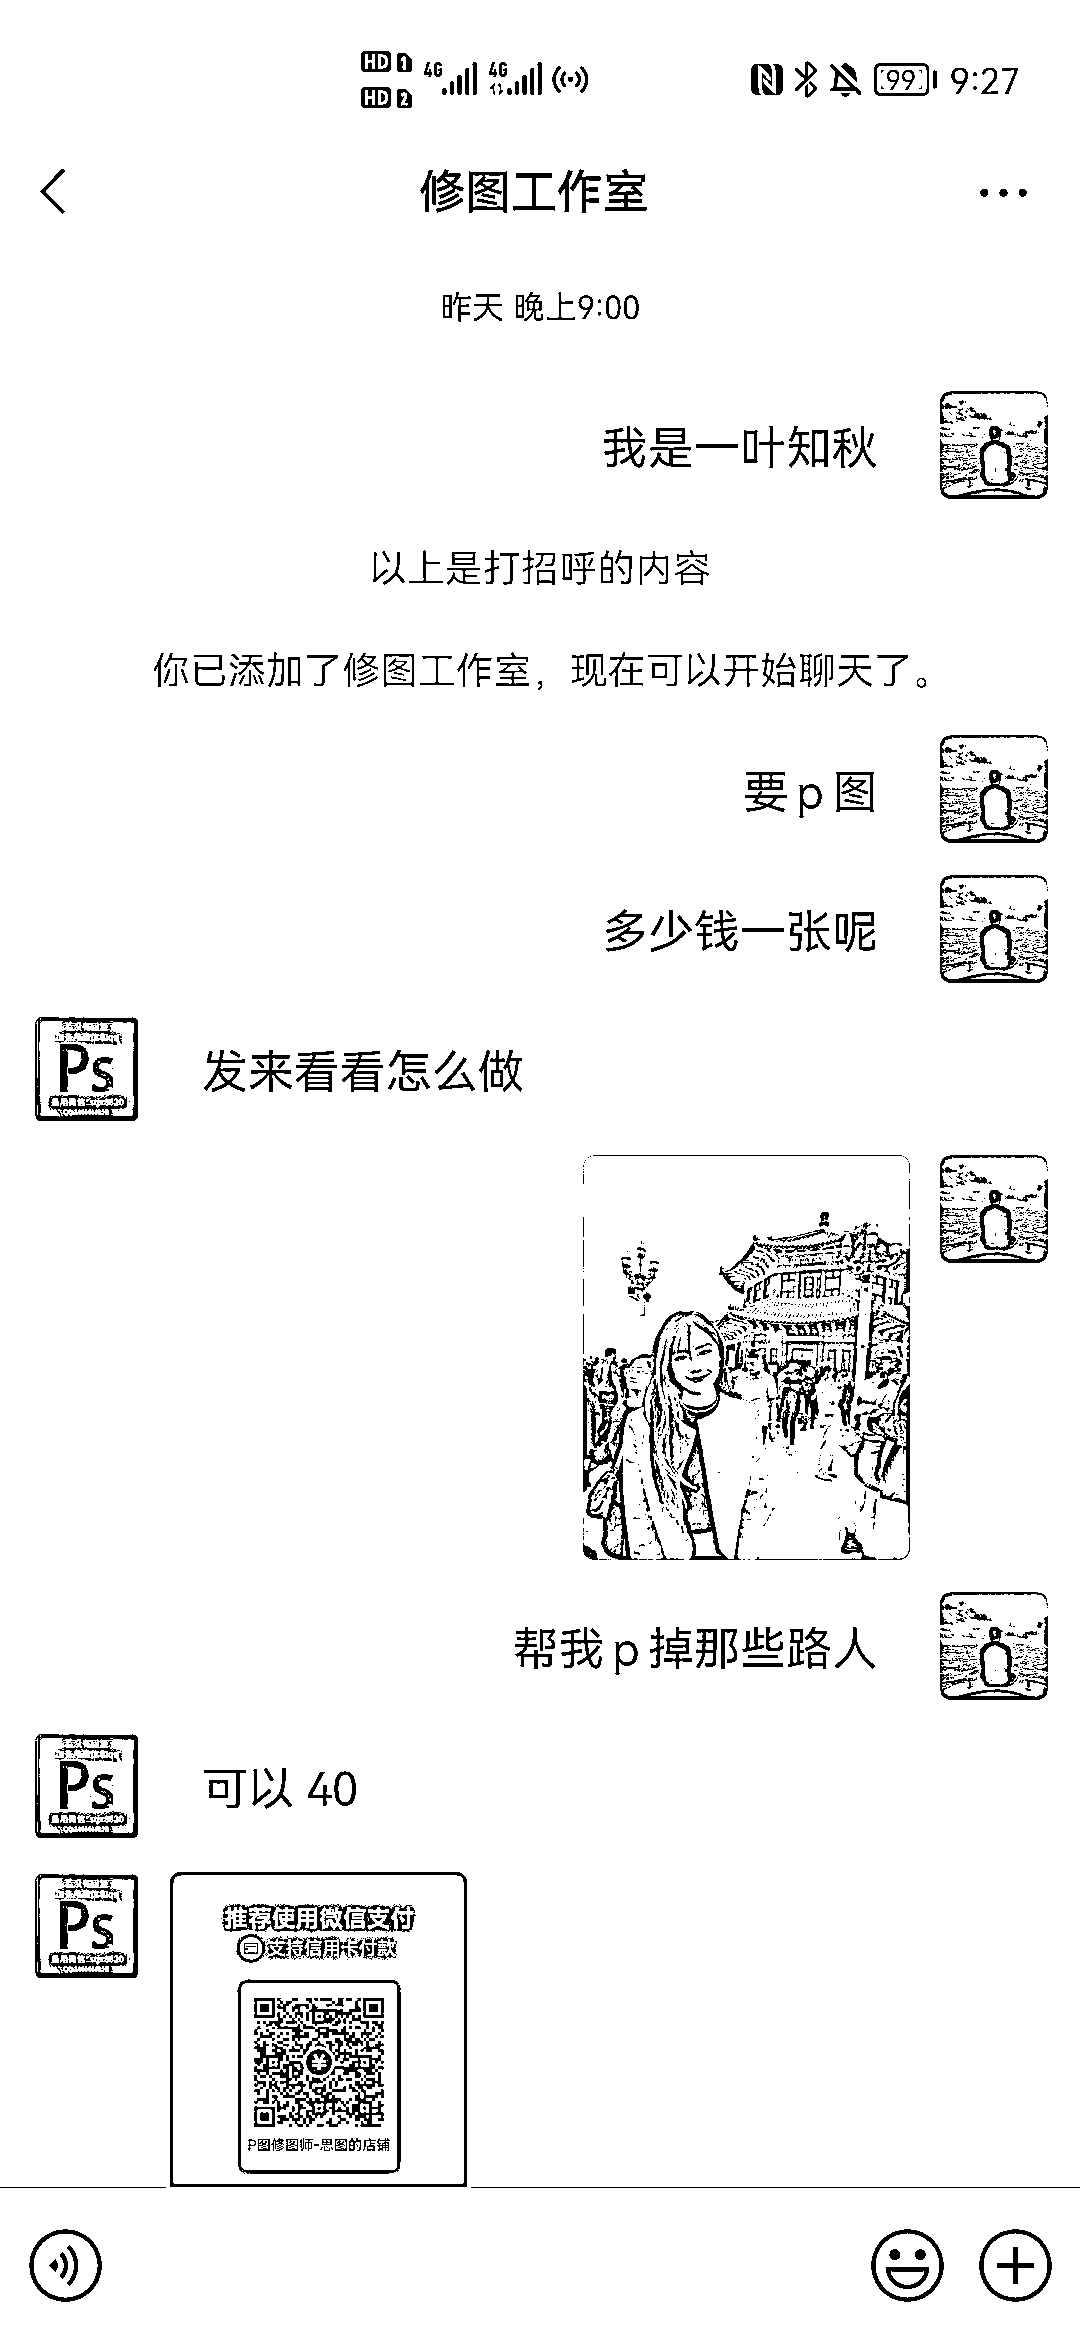 HD 1 4G 4G 99 9:27
HD 2
修图工作室
昨天 晚上9:00
我是一叶知秋
以上是打招呼的内容
你已添加了修图工作室，现在可以开始聊天了。
要p图
多少钱一张呢
Ps
发来看看怎么做
帮我p掉那些路人
Ps
可以 40
Ps
推荐使用微信支付
支持信用卡付款
P图修图师-思图的店铺